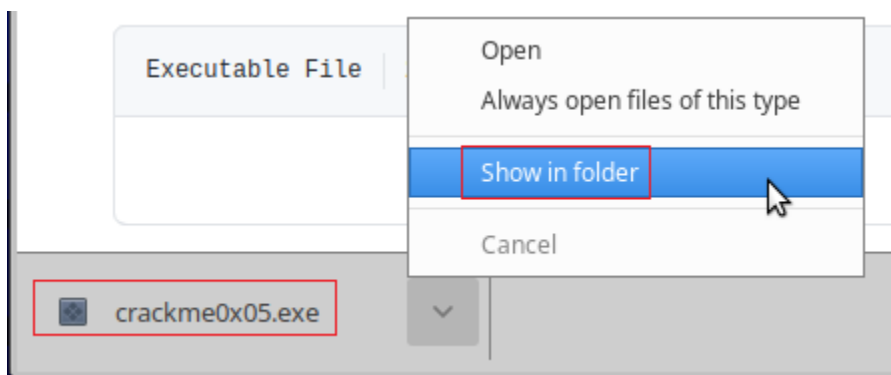 Open
Executable File
Always open files of this type
Show in folder
Cancel
crackme0x05.exe